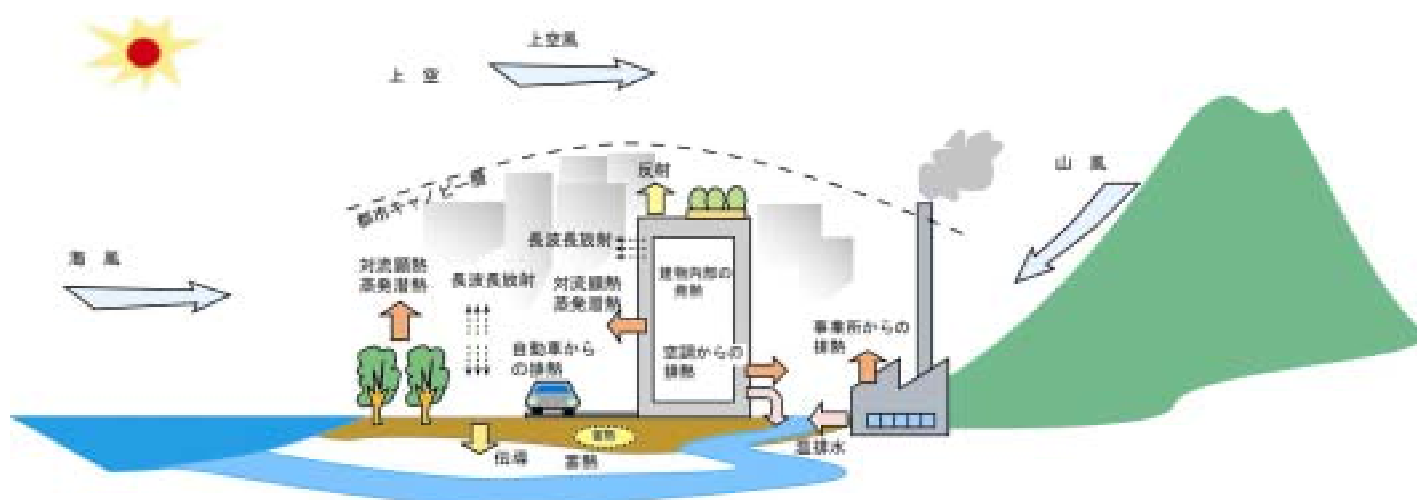 上空風
上 空
山 風
反射
都市キャノピー層
長波長放射
海 風
対流顕熱
蒸発潜熱
長波長放射
対流顕熱
蒸発潜熱
建物内部の
発熱
事業所からの
排熱
自動車から
の排熱
空調からの
排熱
温排水
伝導
蓄熱